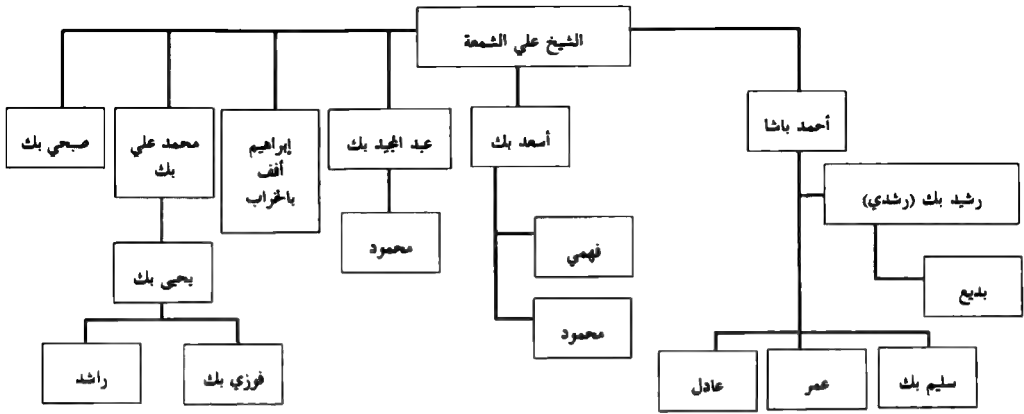 الشيخ علي الشمعة
أحمد باشا
أسعد بك
عبد المجيد بك
إبراهيم
أفف
بالخراب
محمد علي
بك
صبحي بك
رشيد بك (رشدي)
بديع
سليم بك
عمر
عادل
فهمي
محمود
محمود
يحيى بك
فوزي بك
راشد